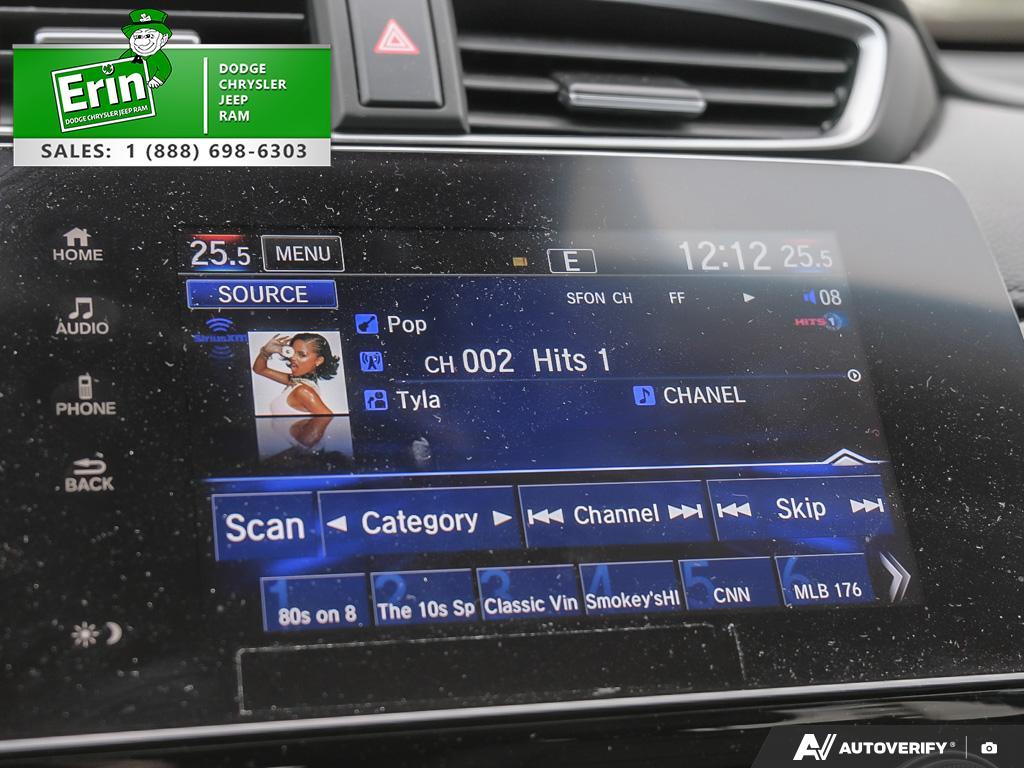 Erin
DODGE CHRYSLER JEEP RAM
DODGE
CHRYSLER
JEEP
RAM
SALES: 1 (888) 698-6303
HOME
AUDIO
PHONE
BACK
25.5 MENU E 12:12 25.5
SOURCE
SFON CH FF 08
SiriusXM
HITS 1
Pop
CH 002 Hits 1
Tyla CHANEL
Scan Category Channel Skip
1 80s on 8
2 The 10s Sp
3 Classic Vin
4 Smokey'sHl
5 CNN
6 MLB 176
AUTOVERIFY